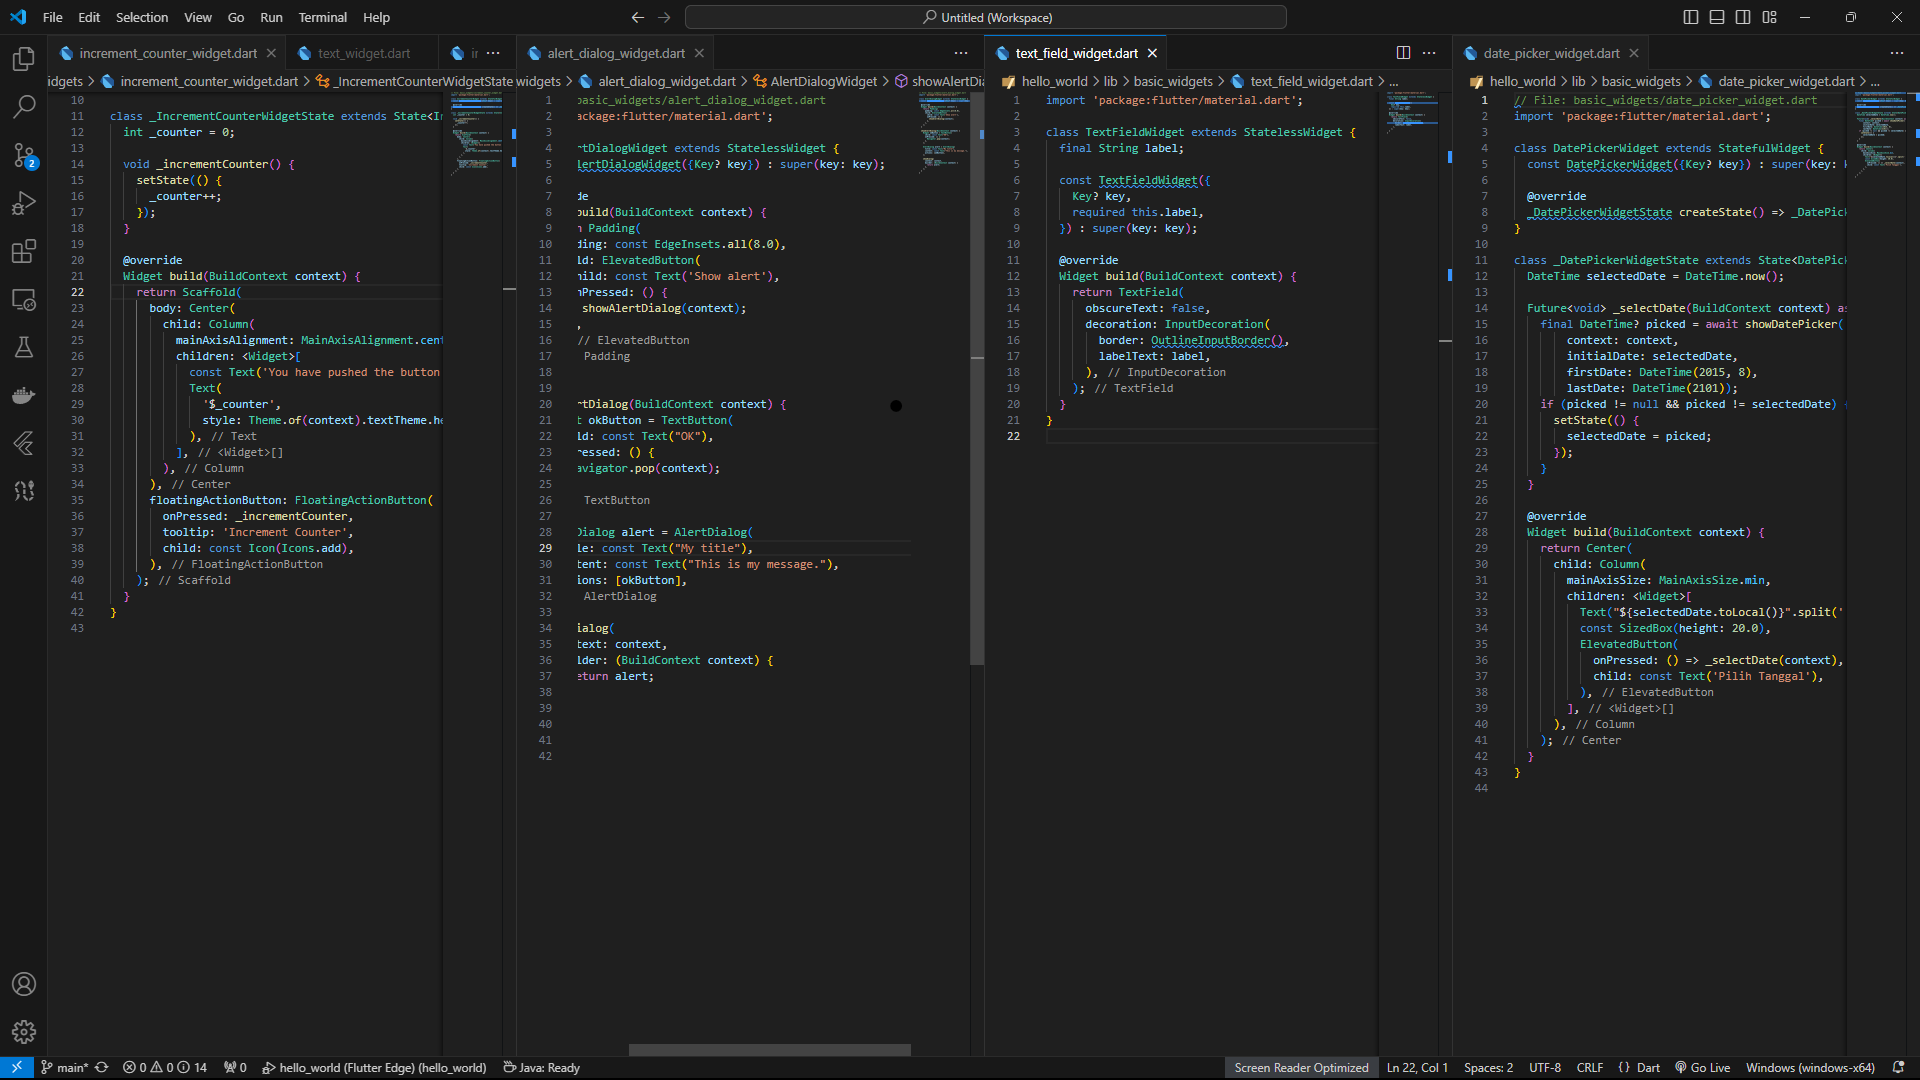 File Edit Selection View Go Run Terminal Help
Untitled (Workspace)
increment_counter_widget.dart
text_widget.dart
alert_dialog_widget.dart
text_field_widget.dart
date_picker_widget.dart
idgets > increment_counter_widget.dart > _IncrementCounterWidgetState
10
11 class _IncrementCounterWidgetState extends State<In
12 int _counter = 0;
13
14 void _incrementCounter() {
15 setState(() {
16 _counter++;
17 });
18 }
19
20 @override
21 Widget build(BuildContext context) {
22 return Scaffold(
23 body: Center(
24 child: Column(
25 mainAxisAlignment: MainAxisAlignment.cent
26 children: <Widget>[
27 const Text('You have pushed the button
28 Text(
29 '$_counter',
30 style: Theme.of(context).textTheme.he
31 ), // Text
32 ], // <Widget>[]
33 ), // Column
34 ), // Center
35 floatingActionButton: FloatingActionButton(
36 onPressed: _incrementCounter,
37 tooltip: 'Increment Counter',
38 child: const Icon(Icons.add),
39 ), // FloatingActionButton
40 ); // Scaffold
41 }
42 }
43
widgets > alert_dialog_widget.dart > AlertDialogWidget > showAlertDia
1 basic_widgets/alert_dialog_widget.dart
2 package:flutter/material.dart';
3
4 rtDialogWidget extends StatelessWidget {
5 AlertDialogWidget({Key? key}) : super(key: key);
6
7 de
8 build(BuildContext context) {
9 n Padding(
10 ding: const EdgeInsets.all(8.0),
11 ld: ElevatedButton(
12 hild: const Text('Show alert'),
13 nPressed: () {
14 showAlertDialog(context);
15 ,
16 // ElevatedButton
17 Padding
18
19
20 rtDialog(BuildContext context) {
21 t okButton = TextButton(
22 ld: const Text("OK"),
23 ressed: () {
24 avigator.pop(context);
25
26 TextButton
27
28 Dialog alert = AlertDialog(
29 le: const Text("My title"),
30 tent: const Text("This is my message."),
31 ions: [okButton],
32 AlertDialog
33
34 ialog(
35 text: context,
36 lder: (BuildContext context) {
37 eturn alert;
38
39
40
41
42
hello_world > lib > basic_widgets > text_field_widget.dart > ...
1 import 'package:flutter/material.dart';
2
3 class TextFieldWidget extends StatelessWidget {
4 final String label;
5
6 const TextFieldWidget({
7 Key? key,
8 required this.label,
9 }) : super(key: key);
10
11 @override
12 Widget build(BuildContext context) {
13 return TextField(
14 obscureText: false,
15 decoration: InputDecoration(
16 border: OutlineInputBorder(),
17 labelText: label,
18 ), // InputDecoration
19 ); // TextField
20 }
21 }
22
hello_world > lib > basic_widgets > date_picker_widget.dart > ...
1 // File: basic_widgets/date_picker_widget.dart
2 import 'package:flutter/material.dart';
3
4 class DatePickerWidget extends StatefulWidget {
5 const DatePickerWidget({Key? key}) : super(key: k
6
7 @override
8 _DatePickerWidgetState createState() => _DatePick
9 }
10
11 class _DatePickerWidgetState extends State<DatePick
12 DateTime selectedDate = DateTime.now();
13
14 Future<void> _selectDate(BuildContext context) as
15 final DateTime? picked = await showDatePicker(
16 context: context,
17 initialDate: selectedDate,
18 firstDate: DateTime(2015, 8),
19 lastDate: DateTime(2101));
20 if (picked != null && picked != selectedDate) {
21 setState(() {
22 selectedDate = picked;
23 });
24 }
25 }
26
27 @override
28 Widget build(BuildContext context) {
29 return Center(
30 child: Column(
31 mainAxisSize: MainAxisSize.min,
32 children: <Widget>[
33 Text("${selectedDate.toLocal()}".split('
34 const SizedBox(height: 20.0),
35 ElevatedButton(
36 onPressed: () => _selectDate(context),
37 child: const Text('Pilih Tanggal'),
38 ), // ElevatedButton
39 ], // <Widget>[]
40 ), // Column
41 ); // Center
42 }
43 }
44
2
main* 0 0 14 0 hello_world (Flutter Edge) (hello_world) Java: Ready
Screen Reader Optimized Ln 22, Col 1 Spaces: 2 UTF-8 CRLF {} Dart Go Live Windows (windows-x64)